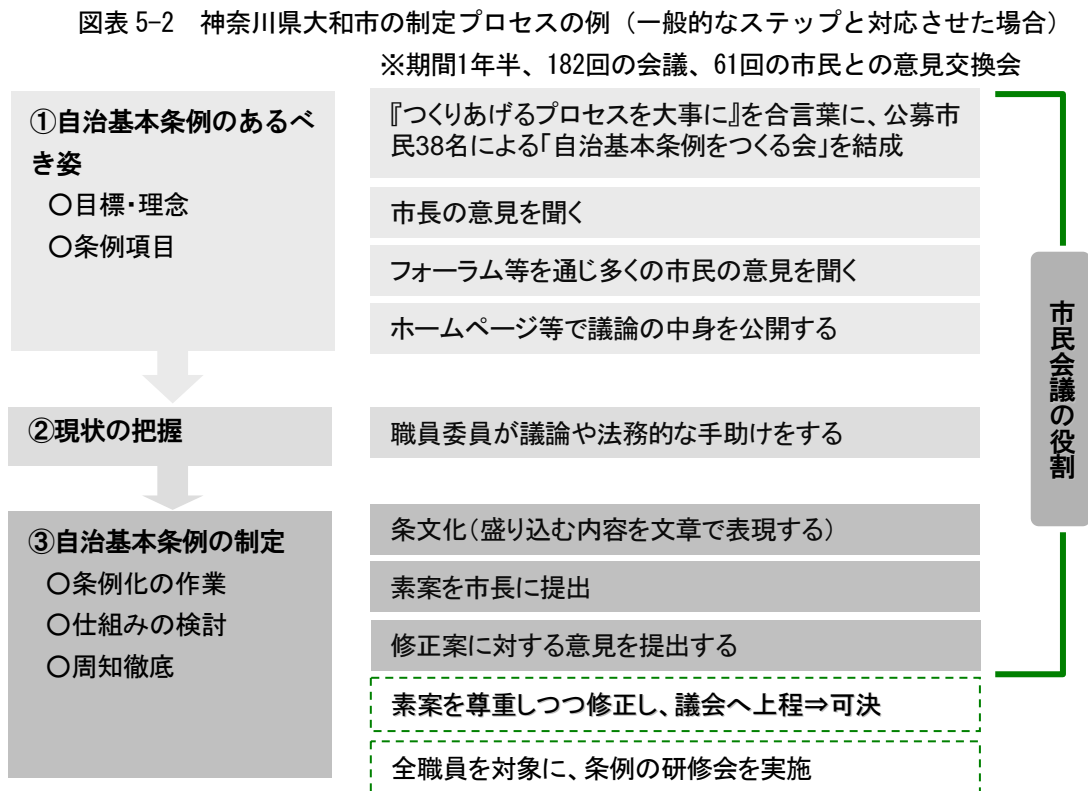 図表 5-2 神奈川県大和市の制定プロセスの例（一般的なステップと対応させた場合）
※期間1年半、182回の会議、61回の市民との意見交換会
①自治基本条例のあるべ
き姿
○目標・理念
○条例項目
『つくりあげるプロセスを大事に』を合言葉に、公募市
民38名による「自治基本条例をつくる会」を結成
市長の意見を聞く
フォーラム等を通じ多くの市民の意見を聞く
ホームページ等で議論の中身を公開する
②現状の把握
職員委員が議論や法務的な手助けをする
③自治基本条例の制定
○条例化の作業
○仕組みの検討
○周知徹底
条文化（盛り込む内容を文章で表現する）
素案を市長に提出
修正案に対する意見を提出する
素案を尊重しつつ修正し、議会へ上程⇒可決
全職員を対象に、条例の研修会を実施
市民会議の役割